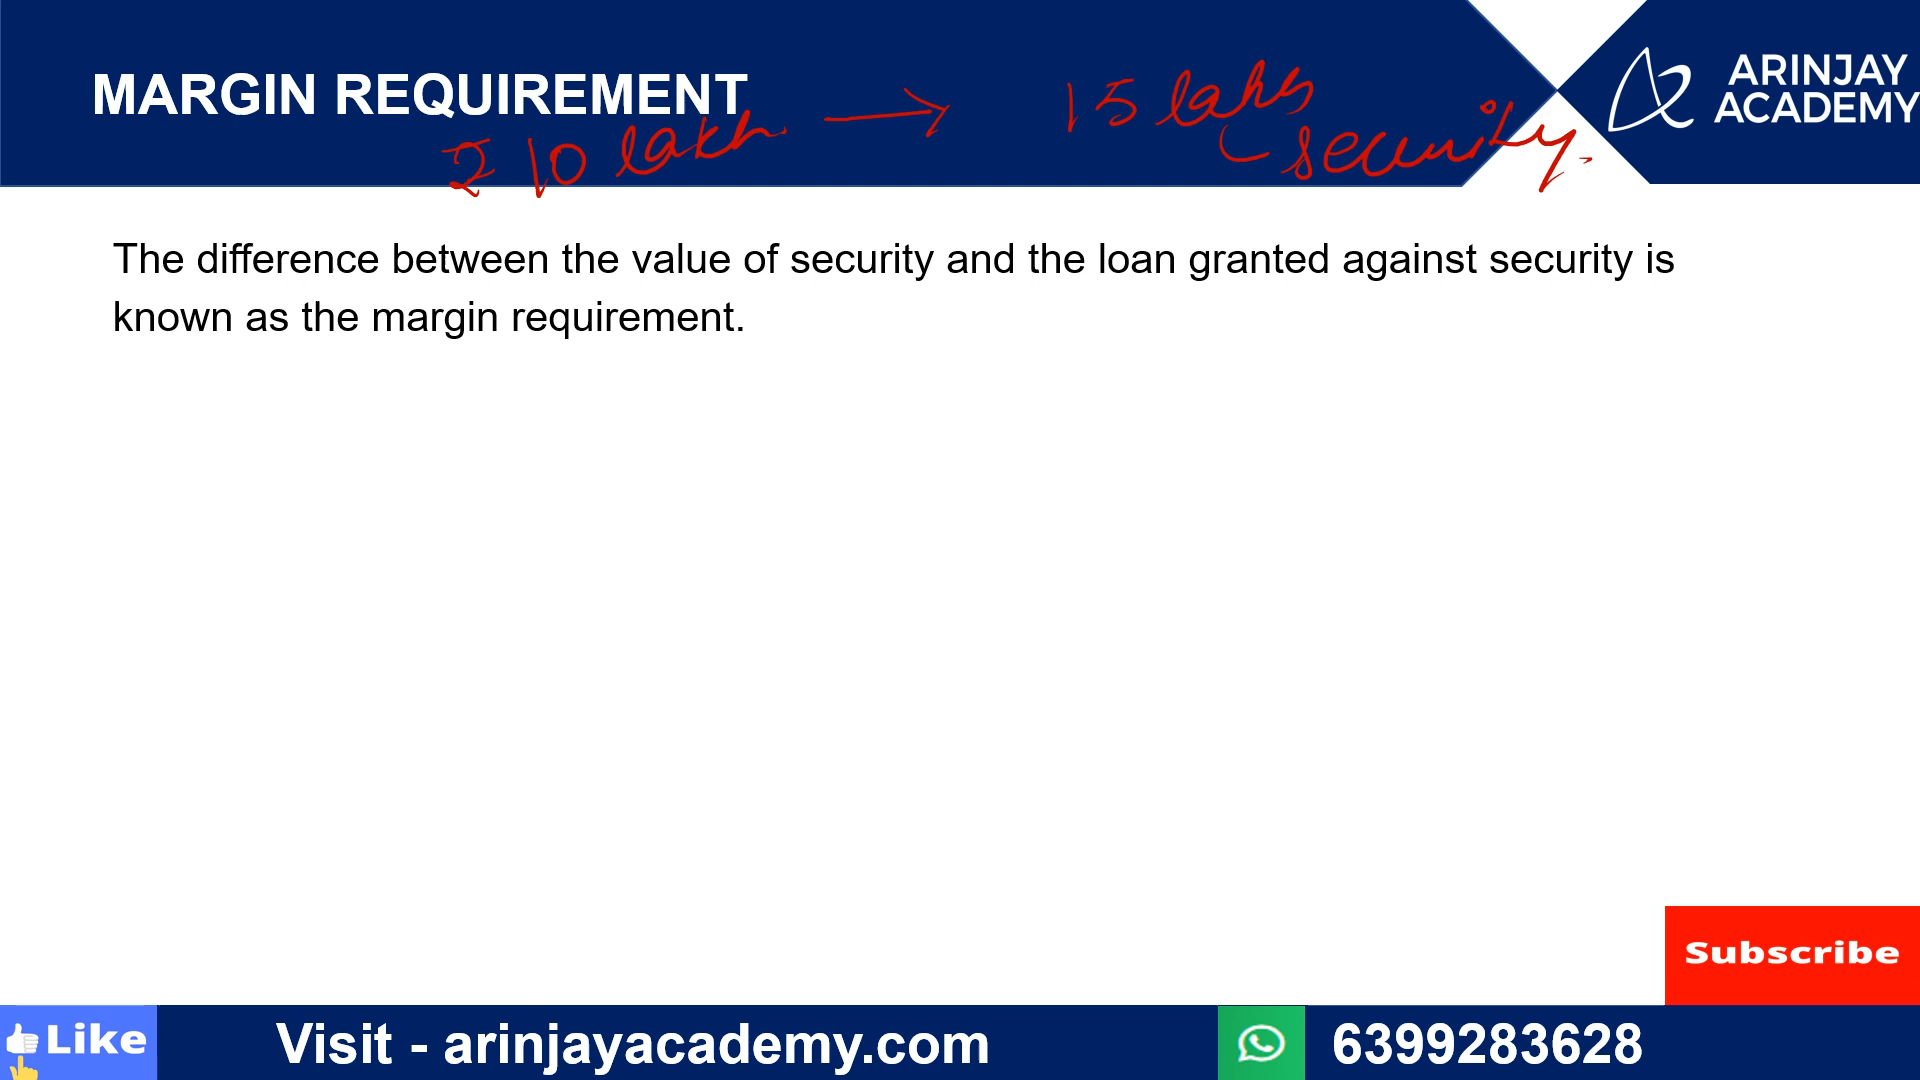 MARGIN REQUIREMENT
₹ 10 lakh → 15 lakhs
security.
ARINJAY
ACADEMY
The difference between the value of security and the loan granted against security is
known as the margin requirement.
Subscribe
Like
Visit - arinjayacademy.com
6399283628